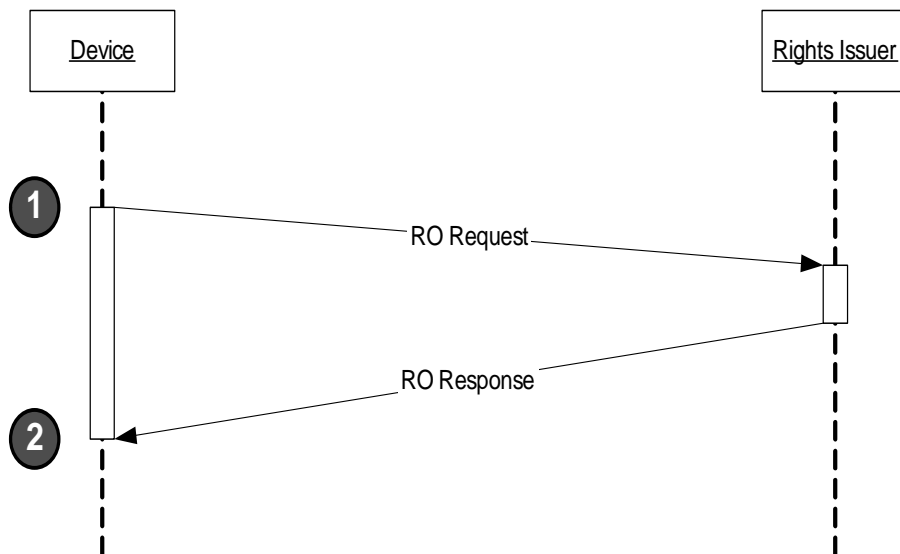 Device
Rights Issuer
1
RO Request
RO Response
2